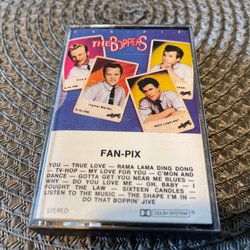 THE BOPPERS
FAN-PIX
YOU — TRUE LOVE — RAMA LAMA DING DONG
— TV-HOP — MY LOVE FOR YOU — C'MON AND
DANCE — GOTTA GET YOU NEAR ME BLUES —
WHY — DO YOU LOVE ME — OH, BABY — I
FOUGHT THE LAW — SIXTEEN CANDLES —
LISTEN TO THE MUSIC — THE SHAPE I'M IN —
DO THAT BOPPIN' JIVE
STEREO
DOLBY SYSTEM